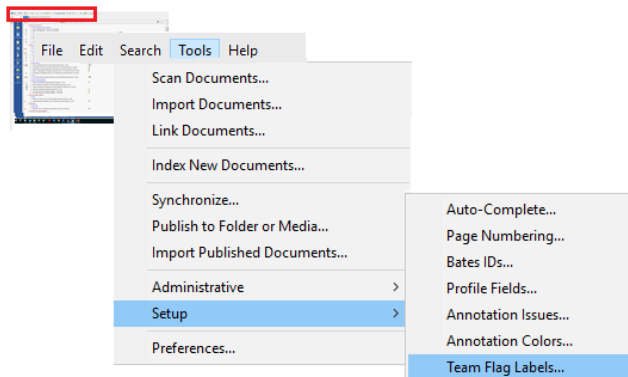 File Edit Search Tools Help
Scan Documents...
Import Documents...
Link Documents...
Index New Documents...
Synchronize...
Publish to Folder or Media...
Import Published Documents...
Administrative
Setup
Preferences...
Auto-Complete...
Page Numbering...
Bates IDs...
Profile Fields...
Annotation Issues...
Annotation Colors...
Team Flag Labels...